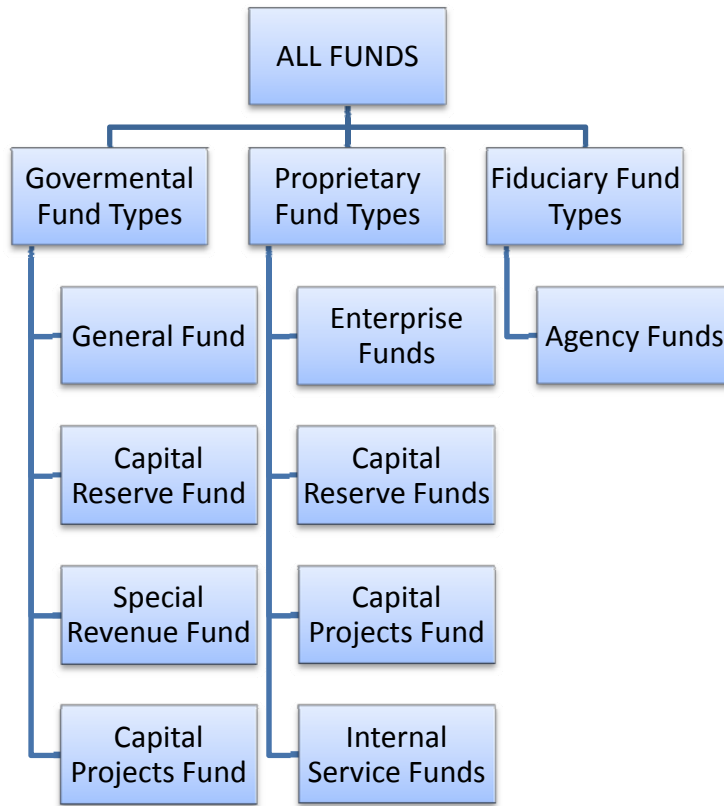 ALL FUNDS
Govermental
Fund Types
Proprietary
Fund Types
Fiduciary Fund
Types
General Fund
Enterprise
Funds
Agency Funds
Capital
Reserve Fund
Capital
Reserve Funds
Special
Revenue Fund
Capital
Projects Fund
Capital
Projects Fund
Internal
Service Funds